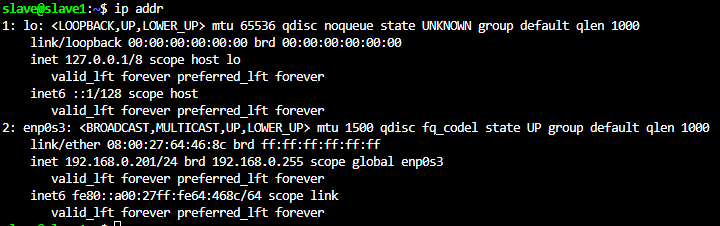 slave@slave1:~$ ip addr
1: lo: <LOOPBACK,UP,LOWER_UP> mtu 65536 qdisc noqueue state UNKNOWN group default qlen 1000
    link/loopback 00:00:00:00:00:00 brd 00:00:00:00:00:00
    inet 127.0.0.1/8 scope host lo
       valid_lft forever preferred_lft forever
    inet6 ::1/128 scope host
       valid_lft forever preferred_lft forever
2: enp0s3: <BROADCAST,MULTICAST,UP,LOWER_UP> mtu 1500 qdisc fq_codel state UP group default qlen 1000
    link/ether 08:00:27:64:46:8c brd ff:ff:ff:ff:ff:ff
    inet 192.168.0.201/24 brd 192.168.0.255 scope global enp0s3
       valid_lft forever preferred_lft forever
    inet6 fe80::a00:27ff:fe64:468c/64 scope link
       valid_lft forever preferred_lft forever